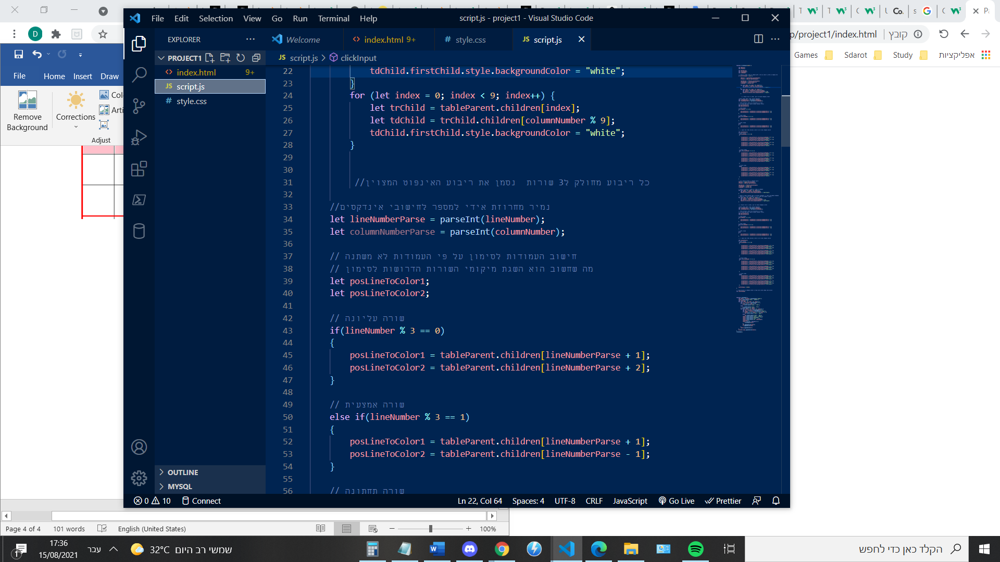 File Edit Selection View Go Run Terminal Help
script.js - project1 - Visual Studio Code
EXPLORER
Welcome
index.html 9+
style.css
script.js
PROJECT1
index.html 9+
script.js
style.css
OUTLINE
MYSQL
script.js > clickInput
22 tdChild.firstChild.style.backgroundColor = "white";
23 }
24 for (let index = 0; index < 9; index++) {
25 let trChild = tableParent.children[index];
26 let tdChild = trChild.children[columnNumber % 9];
27 tdChild.firstChild.style.backgroundColor = "white";
28 }
29
30
31 //כל ריבוע מחולק ל3 שורות נסמן את ריבוע האינפוט המצוין
32
33 //נמיר מחרוזת אידי למספר לחישובי אינדקסים
34 let lineNumberParse = parseInt(lineNumber);
35 let columnNumberParse = parseInt(columnNumber);
36
37 // חישוב העמודות לסימון על פי העמודות לא משתנה
38 // מה שחשוב הוא השגת מיקומי השורות הדרושות לסימון
39 let posLineToColor1;
40 let posLineToColor2;
41
42 // שורה עליונה
43 if(lineNumber % 3 == 0)
44 {
45 posLineToColor1 = tableParent.children[lineNumberParse + 1];
46 posLineToColor2 = tableParent.children[lineNumberParse + 2];
47 }
48
49 // שורה אמצעית
50 else if(lineNumber % 3 == 1)
51 {
52 posLineToColor1 = tableParent.children[lineNumberParse + 1];
53 posLineToColor2 = tableParent.children[lineNumberParse - 1];
54 }
55
56 // שורה תחתונה
0 10 Connect
Ln 22, Col 64 Spaces: 4 UTF-8 CRLF JavaScript Go Live Prettier
D
File Home Insert Draw
Remove
Background
Corrections
Adjust
p/project1/index.html
קובץ
Games Sdarot Study אפליקציות
Page 4 of 4 101 words English (United States) 100%
17:36
15/08/2021
עבר
32°C שמשי רב היום
הקלד כאן כדי לחפש
1